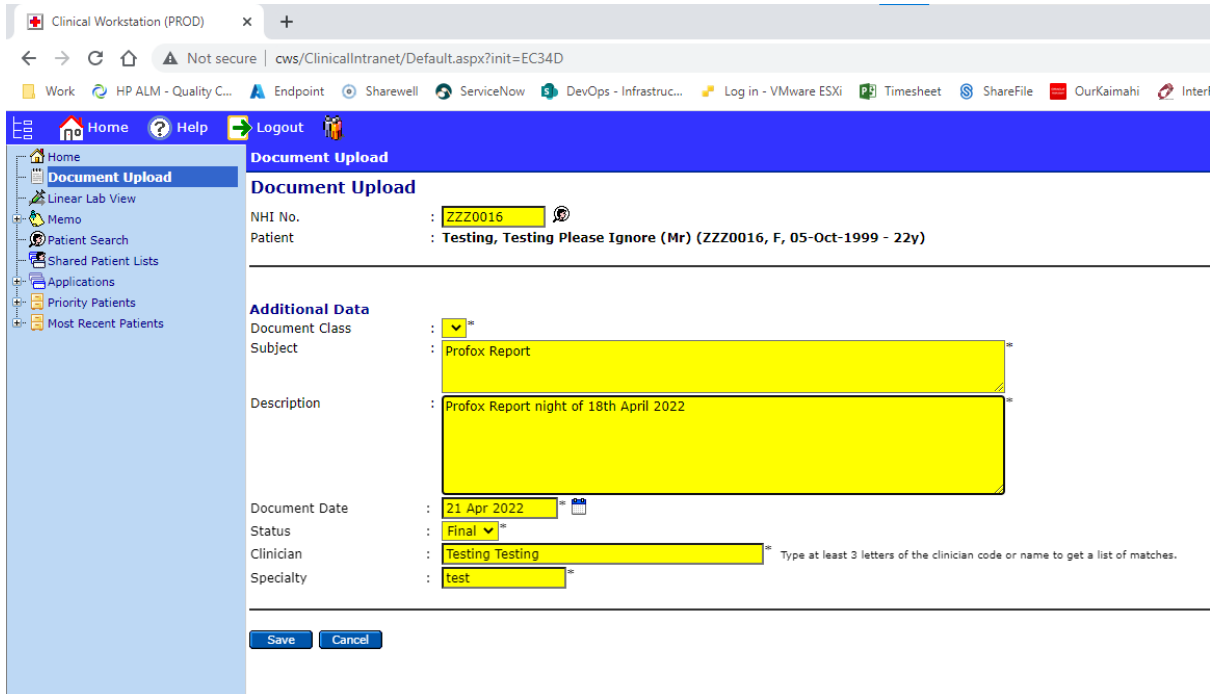 Clinical Workstation (PROD)
Not secure | cws/ClinicalIntranet/Default.aspx?init=EC34D
Work HP ALM - Quality C... Endpoint Sharewell ServiceNow DevOps - Infrastruc... Log in - VMware ESXi Timesheet ShareFile OurKaimahi
Home Help Logout
Home
Document Upload
Linear Lab View
Memo
Patient Search
Shared Patient Lists
Applications
Priority Patients
Most Recent Patients
Document Upload
Document Upload
NHI No. : ZZZ0016
Patient : Testing, Testing Please Ignore (Mr) (ZZZ0016, F, 05-Oct-1999 - 22y)
Additional Data
Document Class : *
Subject : Profox Report *
Description : Profox Report night of 18th April 2022 *
Document Date : 21 Apr 2022 *
Status : Final *
Clinician : Testing Testing * Type at least 3 letters of the clinician code or name to get a list of matches.
Specialty : test *
Save Cancel